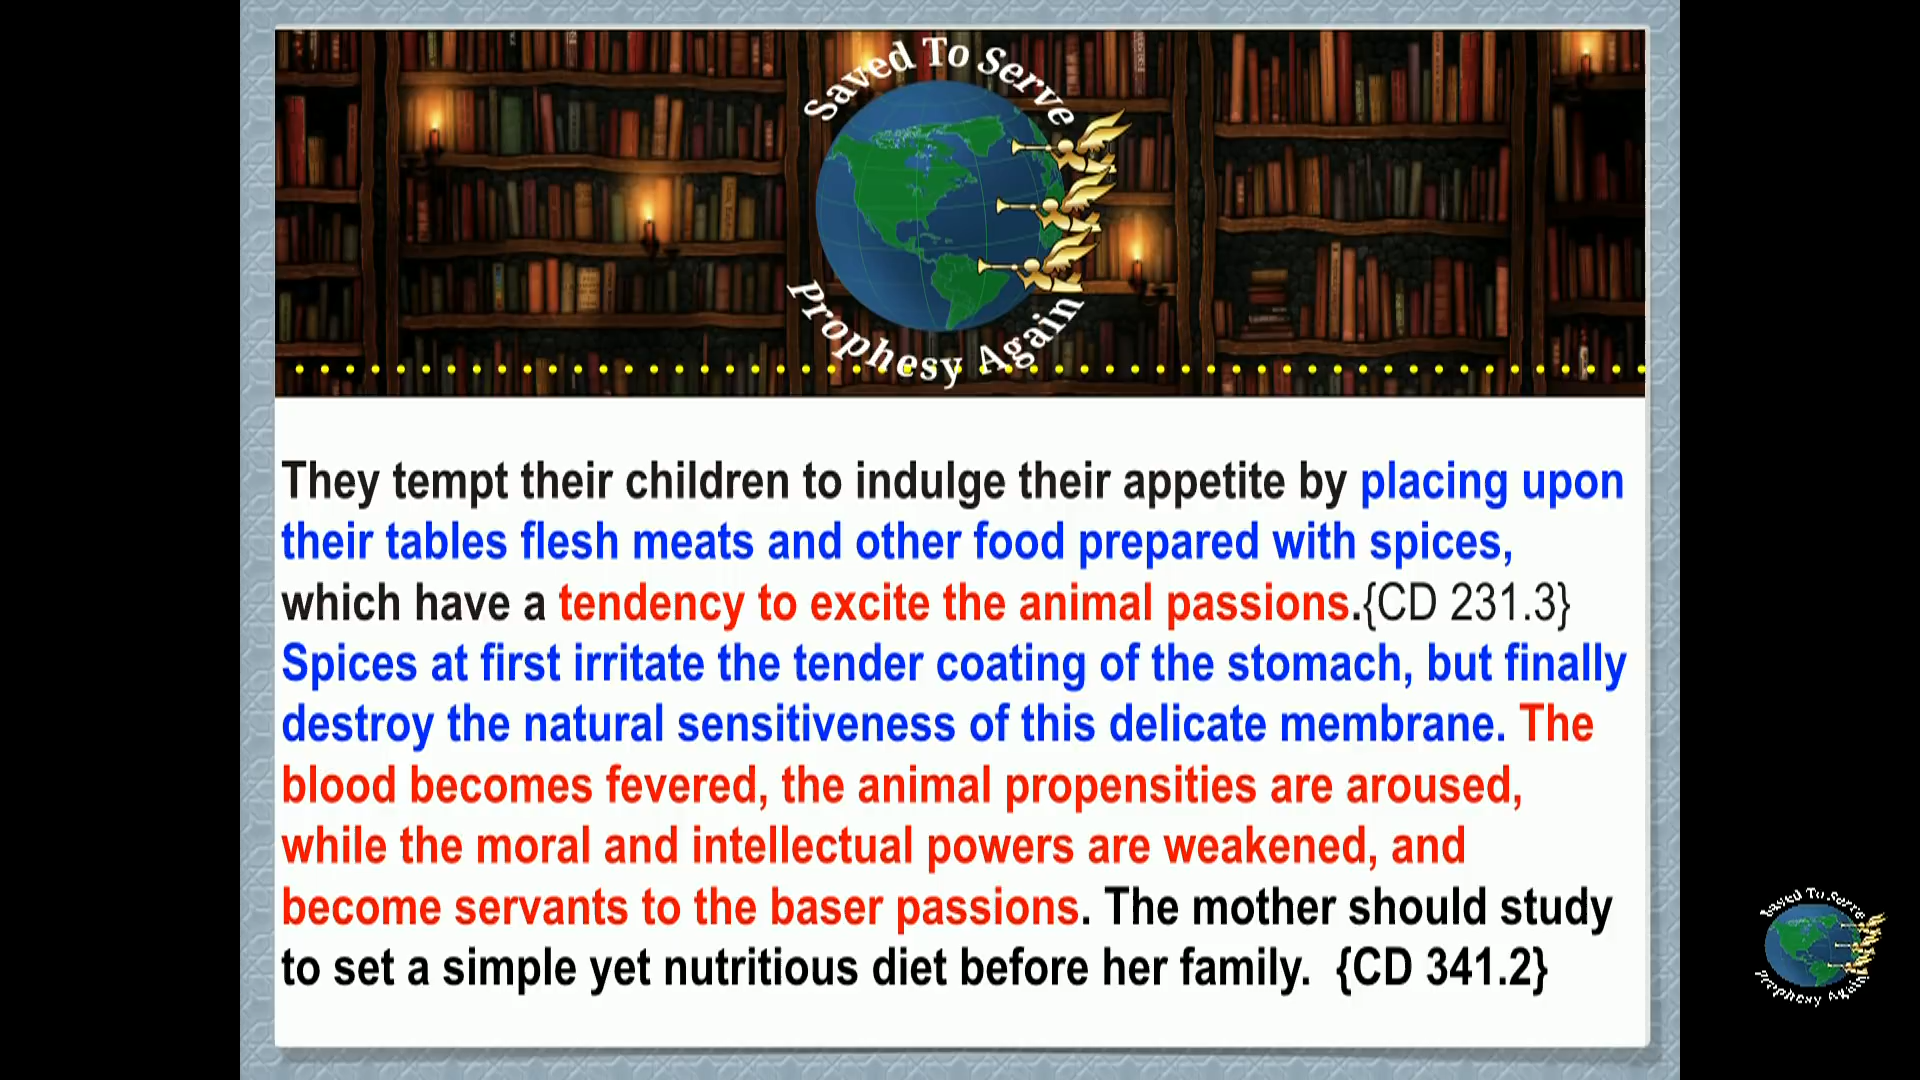 Saved To Serve
Prophesy Again
They tempt their children to indulge their appetite by placing upon
their tables flesh meats and other food prepared with spices,
which have a tendency to excite the animal passions.{CD 231.3}
Spices at first irritate the tender coating of the stomach, but finally
destroy the natural sensitiveness of this delicate membrane. The
blood becomes fevered, the animal propensities are aroused,
while the moral and intellectual powers are weakened, and
become servants to the baser passions. The mother should study
to set a simple yet nutritious diet before her family. {CD 341.2}
Saved To Serve
Prophesy Again